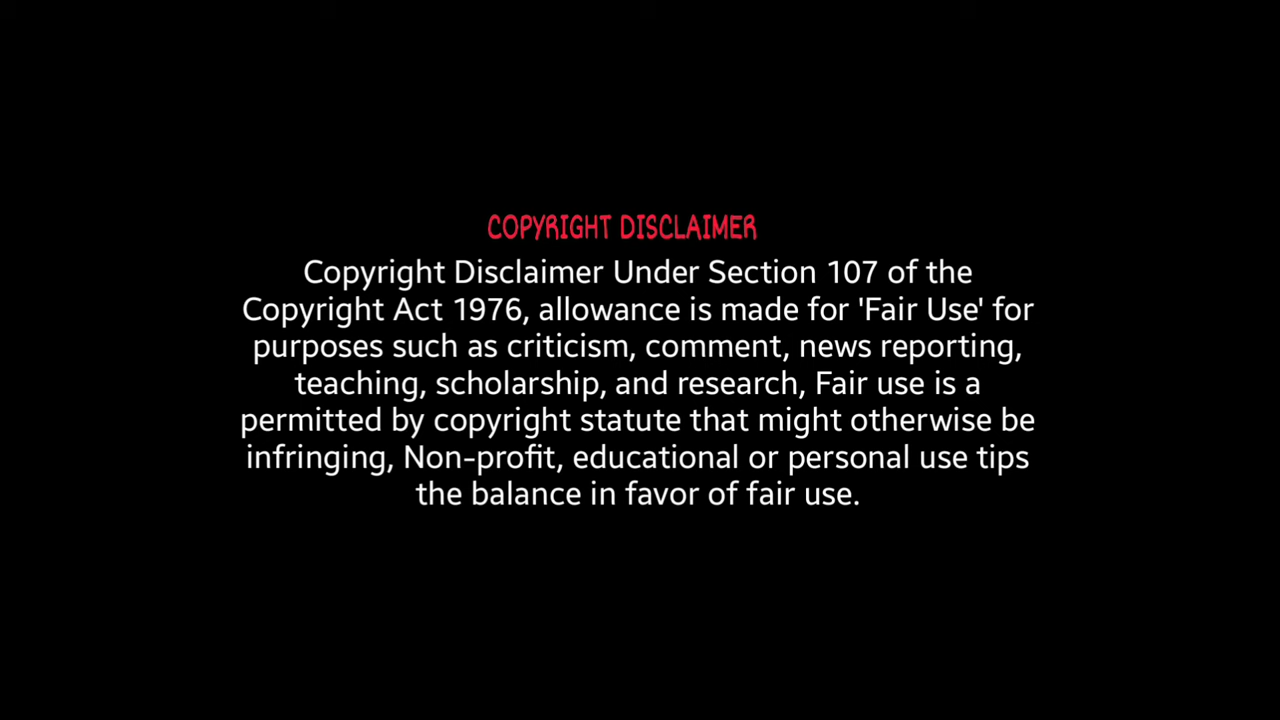 COPYRIGHT DISCLAIMER
Copyright Disclaimer Under Section 107 of the
Copyright Act 1976, allowance is made for 'Fair Use' for
purposes such as criticism, comment, news reporting,
teaching, scholarship, and research, Fair use is a
permitted by copyright statute that might otherwise be
infringing, Non-profit, educational or personal use tips
the balance in favor of fair use.